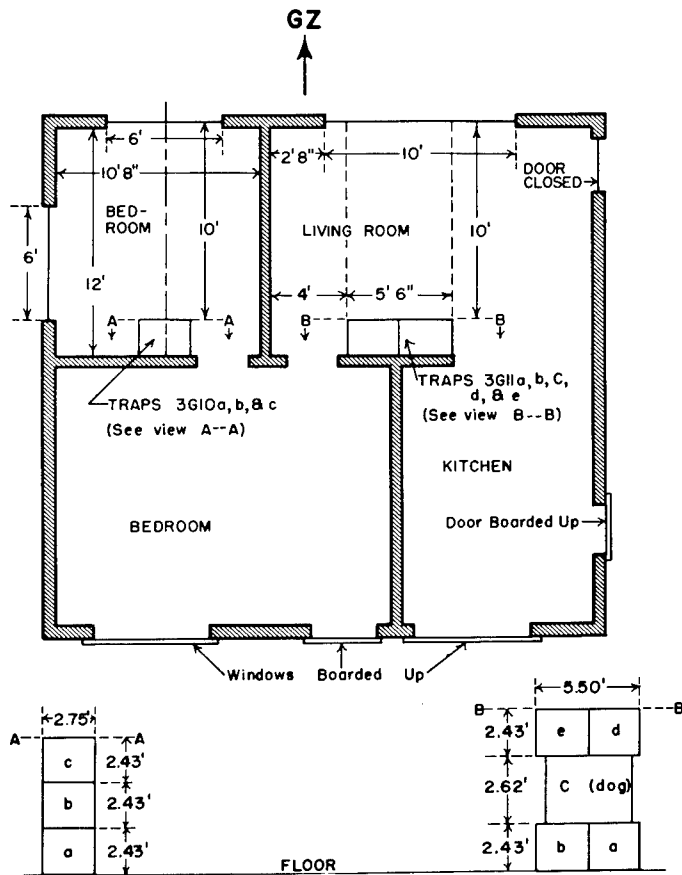 GZ
6'
2'8"
10'
10'8"
DOOR
CLOSED
BED-
ROOM
10'
LIVING ROOM
10'
6'
12'
4'
5'6"
A
A
B
B
TRAPS 3G10a, b, & c
(See view A--A)
TRAPS 3G11a, b, C,
d, & e
(See view B--B)
KITCHEN
BEDROOM
Door Boarded Up
Windows Boarded Up
2.75'
A
A
c
2.43'
b
2.43'
a
2.43'
FLOOR
5.50'
B
B
e
d
2.43'
C (dog)
2.62'
b
a
2.43'